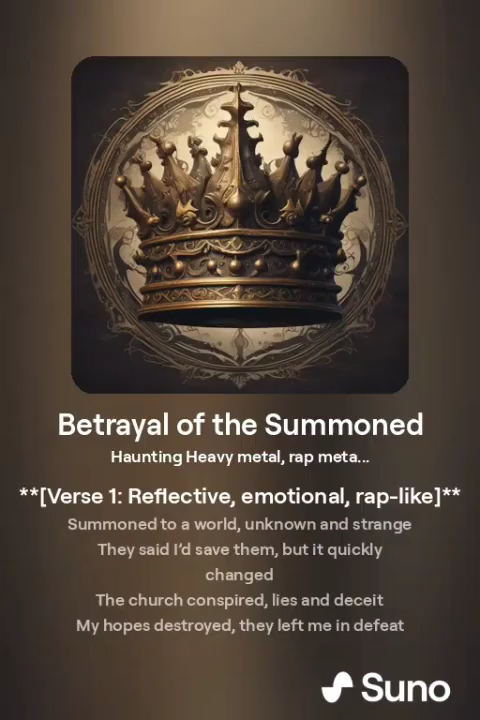 Betrayal of the Summoned
Haunting Heavy metal, rap meta...
**[Verse 1: Reflective, emotional, rap-like]**
Summoned to a world, unknown and strange
They said I'd save them, but it quickly
changed
The church conspired, lies and deceit
My hopes destroyed, they left me in defeat
Suno